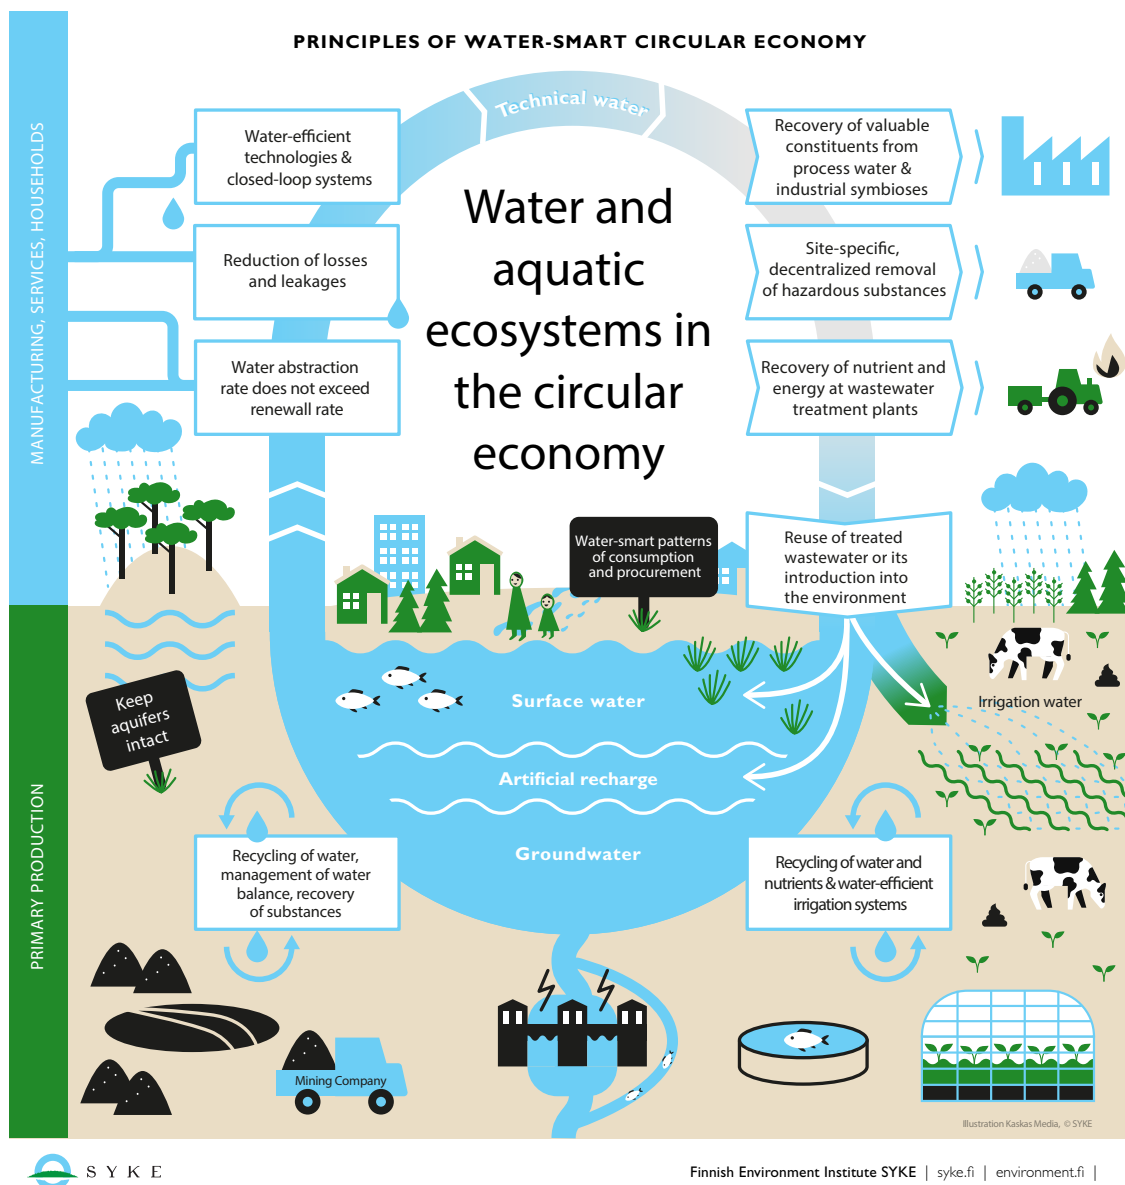 PRINCIPLES OF WATER-SMART CIRCULAR ECONOMY
MANUFACTURING, SERVICES, HOUSEHOLDS
PRIMARY PRODUCTION
Technical water
Water-efficient
technologies &
closed-loop systems
Reduction of losses
and leakages
Water abstraction
rate does not exceed
renewall rate
Water and
aquatic
ecosystems in
the circular
economy
Recovery of valuable
constituents from
process water &
industrial symbioses
Site-specific,
decentralized removal
of hazardous substances
Recovery of nutrient and
energy at wastewater
treatment plants
Water-smart patterns
of consumption
and procurement
Reuse of treated
wastewater or its
introduction into
the environment
Keep
aquifers
intact
Surface water
Artificial recharge
Groundwater
Irrigation water
Recycling of water,
management of water
balance, recovery
of substances
Recycling of water and
nutrients & water-efficient
irrigation systems
Mining Company
Illustration Kaskas Media, © SYKE
SYKE
Finnish Environment Institute SYKE | syke.fi | environment.fi |